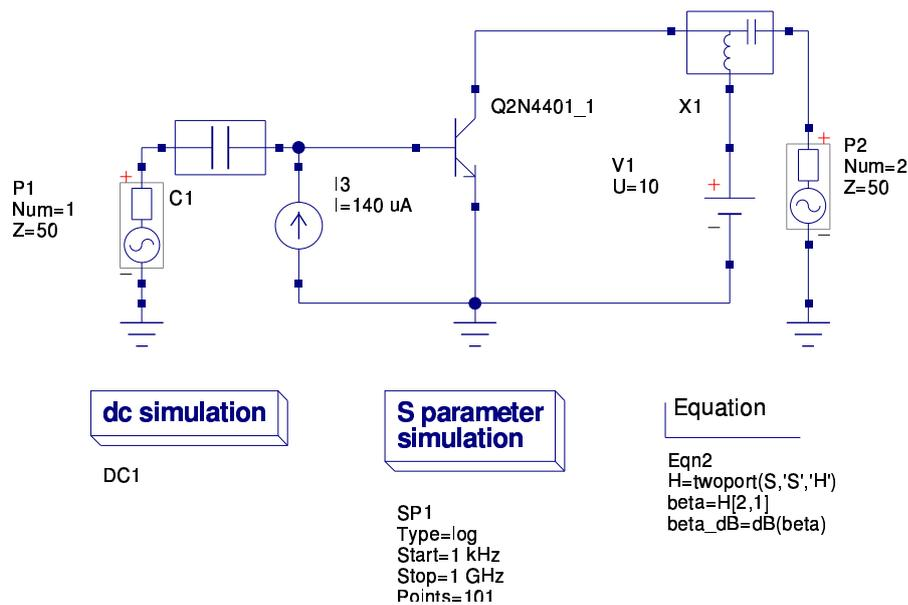 Q2N4401_1
X1
P1
Num=1
Z=50
C1
I3
I=140 uA
V1
U=10
P2
Num=2
Z=50
dc simulation
DC1
S parameter
simulation
SP1
Type=log
Start=1 kHz
Stop=1 GHz
Points=101
Equation
Eqn2
H=twoport(S,'S','H')
beta=H[2,1]
beta_dB=dB(beta)